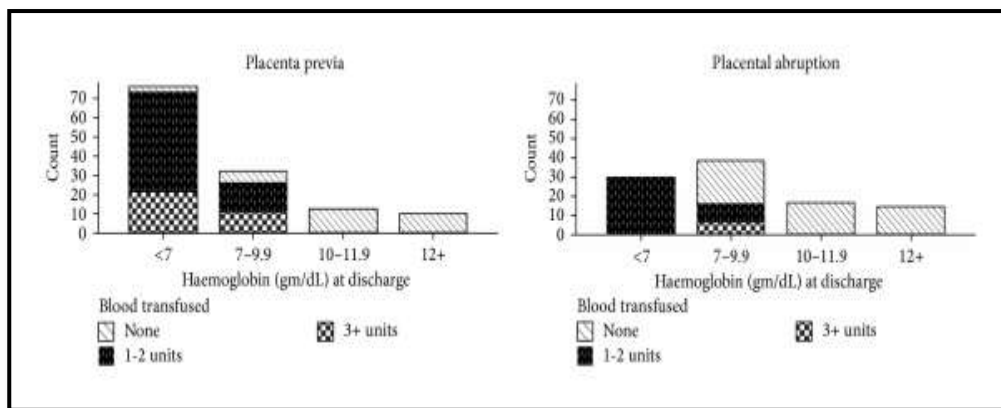 Placenta previa
70
60
50
40
30
20
10
0
Count
<7
7–9.9
10–11.9
12+
Haemoglobin (gm/dL) at discharge
Blood transfused
None
1-2 units
3+ units
Placental abruption
70
60
50
40
30
20
10
0
Count
<7
7–9.9
10–11.9
12+
Haemoglobin (gm/dL) at discharge
Blood transfused
None
1-2 units
3+ units